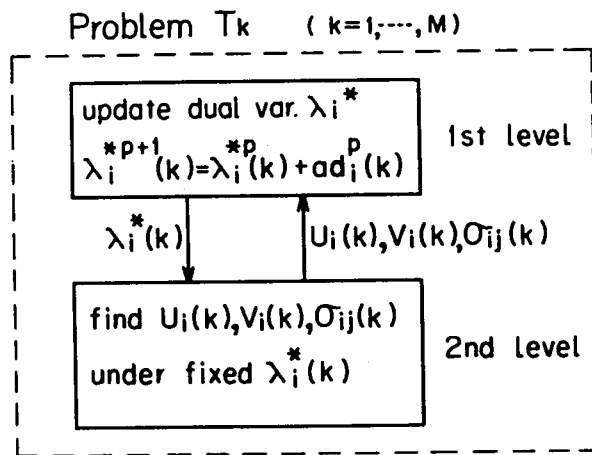 Problem Tk ( k=1,----,M)
update dual var. λi*
λi*p+1(k)=λi*p(k)+adip(k)
1st level
λi*(k)
Ui(k),Vi(k),σij(k)
find Ui(k),Vi(k),σij(k)
under fixed λi*(k)
2nd level